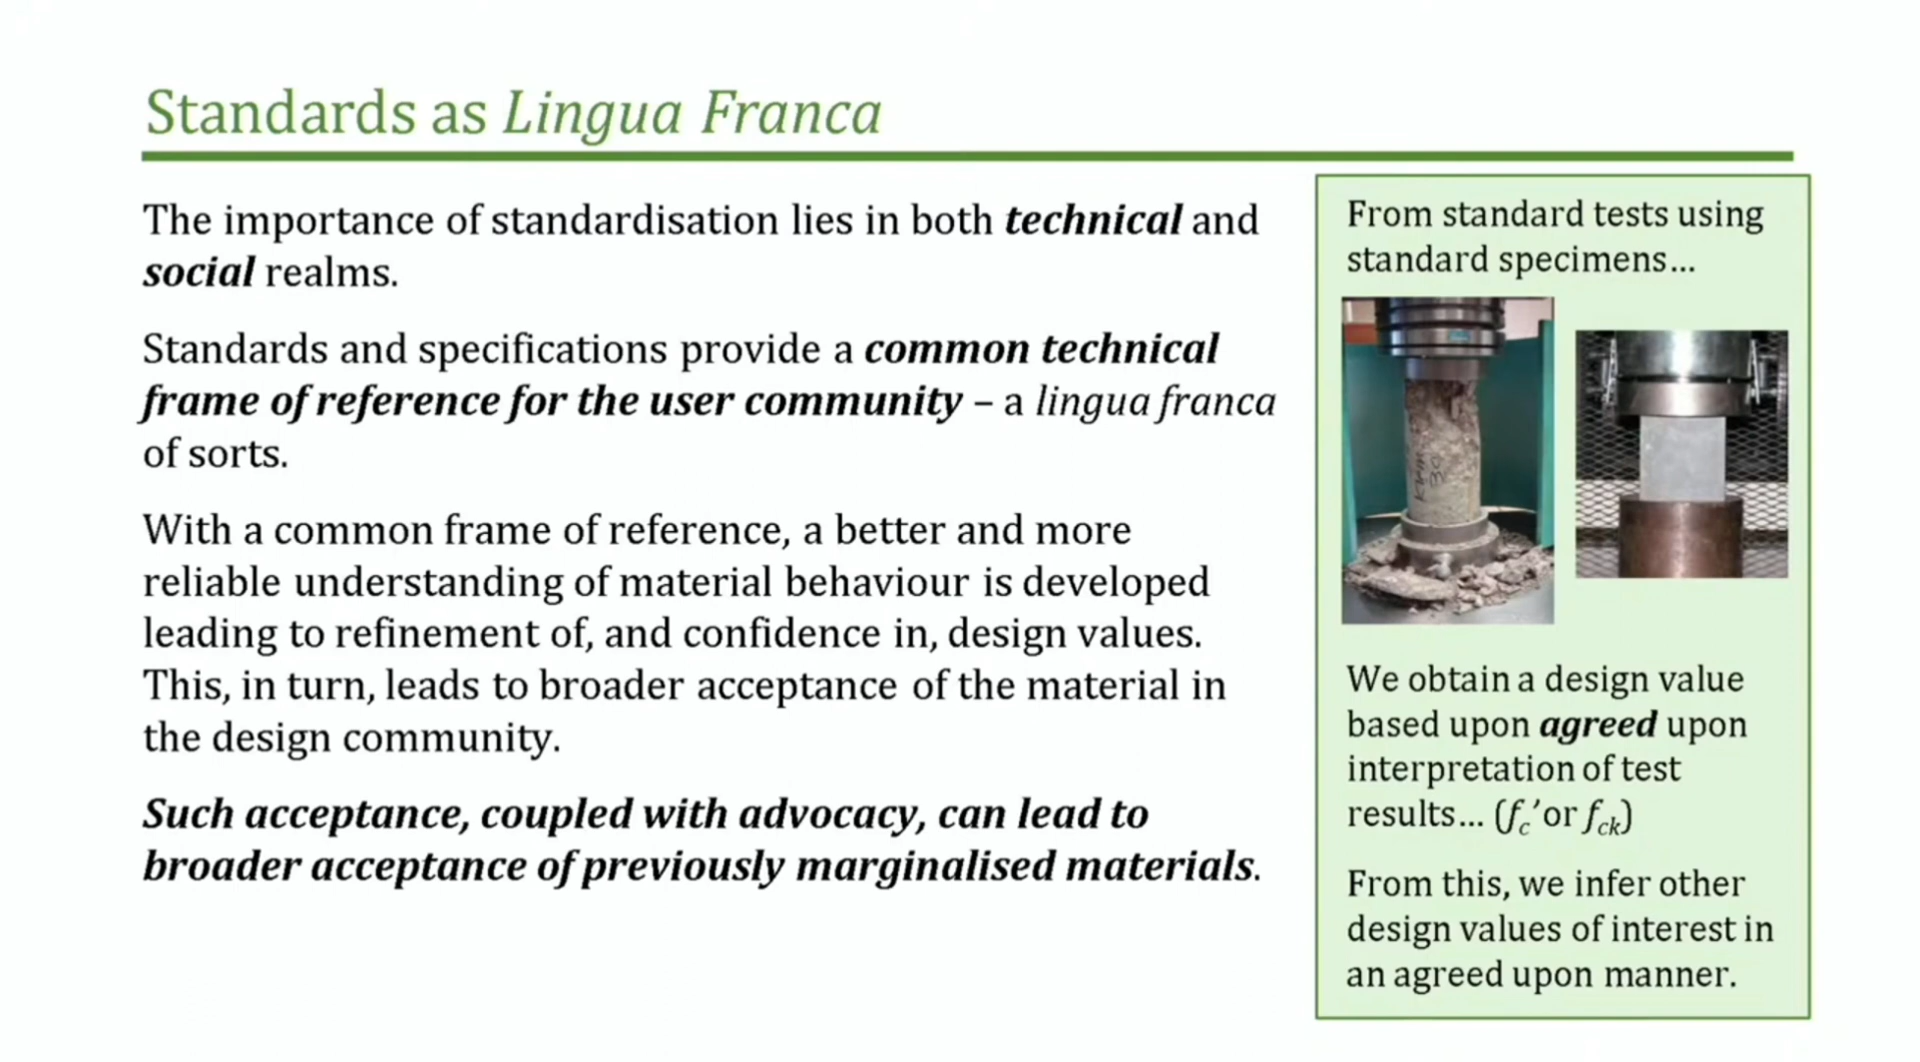 Standards as Lingua Franca
The importance of standardisation lies in both technical and
social realms.
Standards and specifications provide a common technical
frame of reference for the user community – a lingua franca
of sorts.
With a common frame of reference, a better and more
reliable understanding of material behaviour is developed
leading to refinement of, and confidence in, design values.
This, in turn, leads to broader acceptance of the material in
the design community.
Such acceptance, coupled with advocacy, can lead to
broader acceptance of previously marginalised materials.
From standard tests using
standard specimens...
We obtain a design value
based upon agreed upon
interpretation of test
results... (fc’ or fck)
From this, we infer other
design values of interest in
an agreed upon manner.